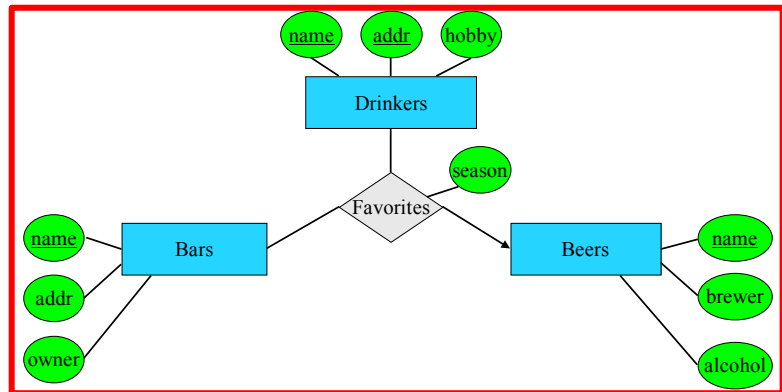 name addr hobby
Drinkers
season
Favorites
name
Bars
Beers
name
addr
brewer
owner
alcohol